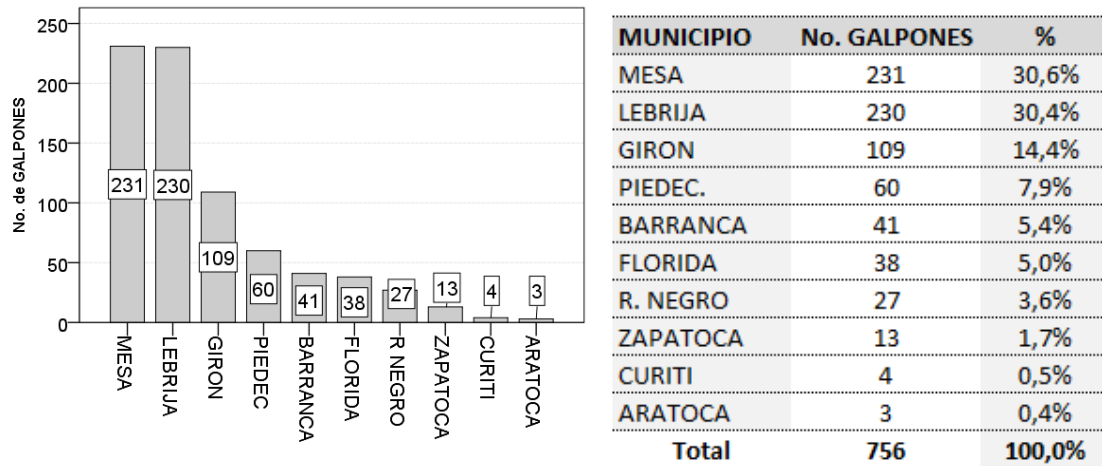 No. de GALPONES
250
200
150
100
50
0
231
230
109
60
41
38
27
13
4
3
MESA
LEBRIJA
GIRON
PIEDEC
BARRANCA
FLORIDA
R NEGRO
ZAPATOCA
CURITI
ARATOCA
MUNICIPIO No. GALPONES %
MESA 231 30,6%
LEBRIJA 230 30,4%
GIRON 109 14,4%
PIEDEC. 60 7,9%
BARRANCA 41 5,4%
FLORIDA 38 5,0%
R. NEGRO 27 3,6%
ZAPATOCA 13 1,7%
CURITI 4 0,5%
ARATOCA 3 0,4%
Total 756 100,0%